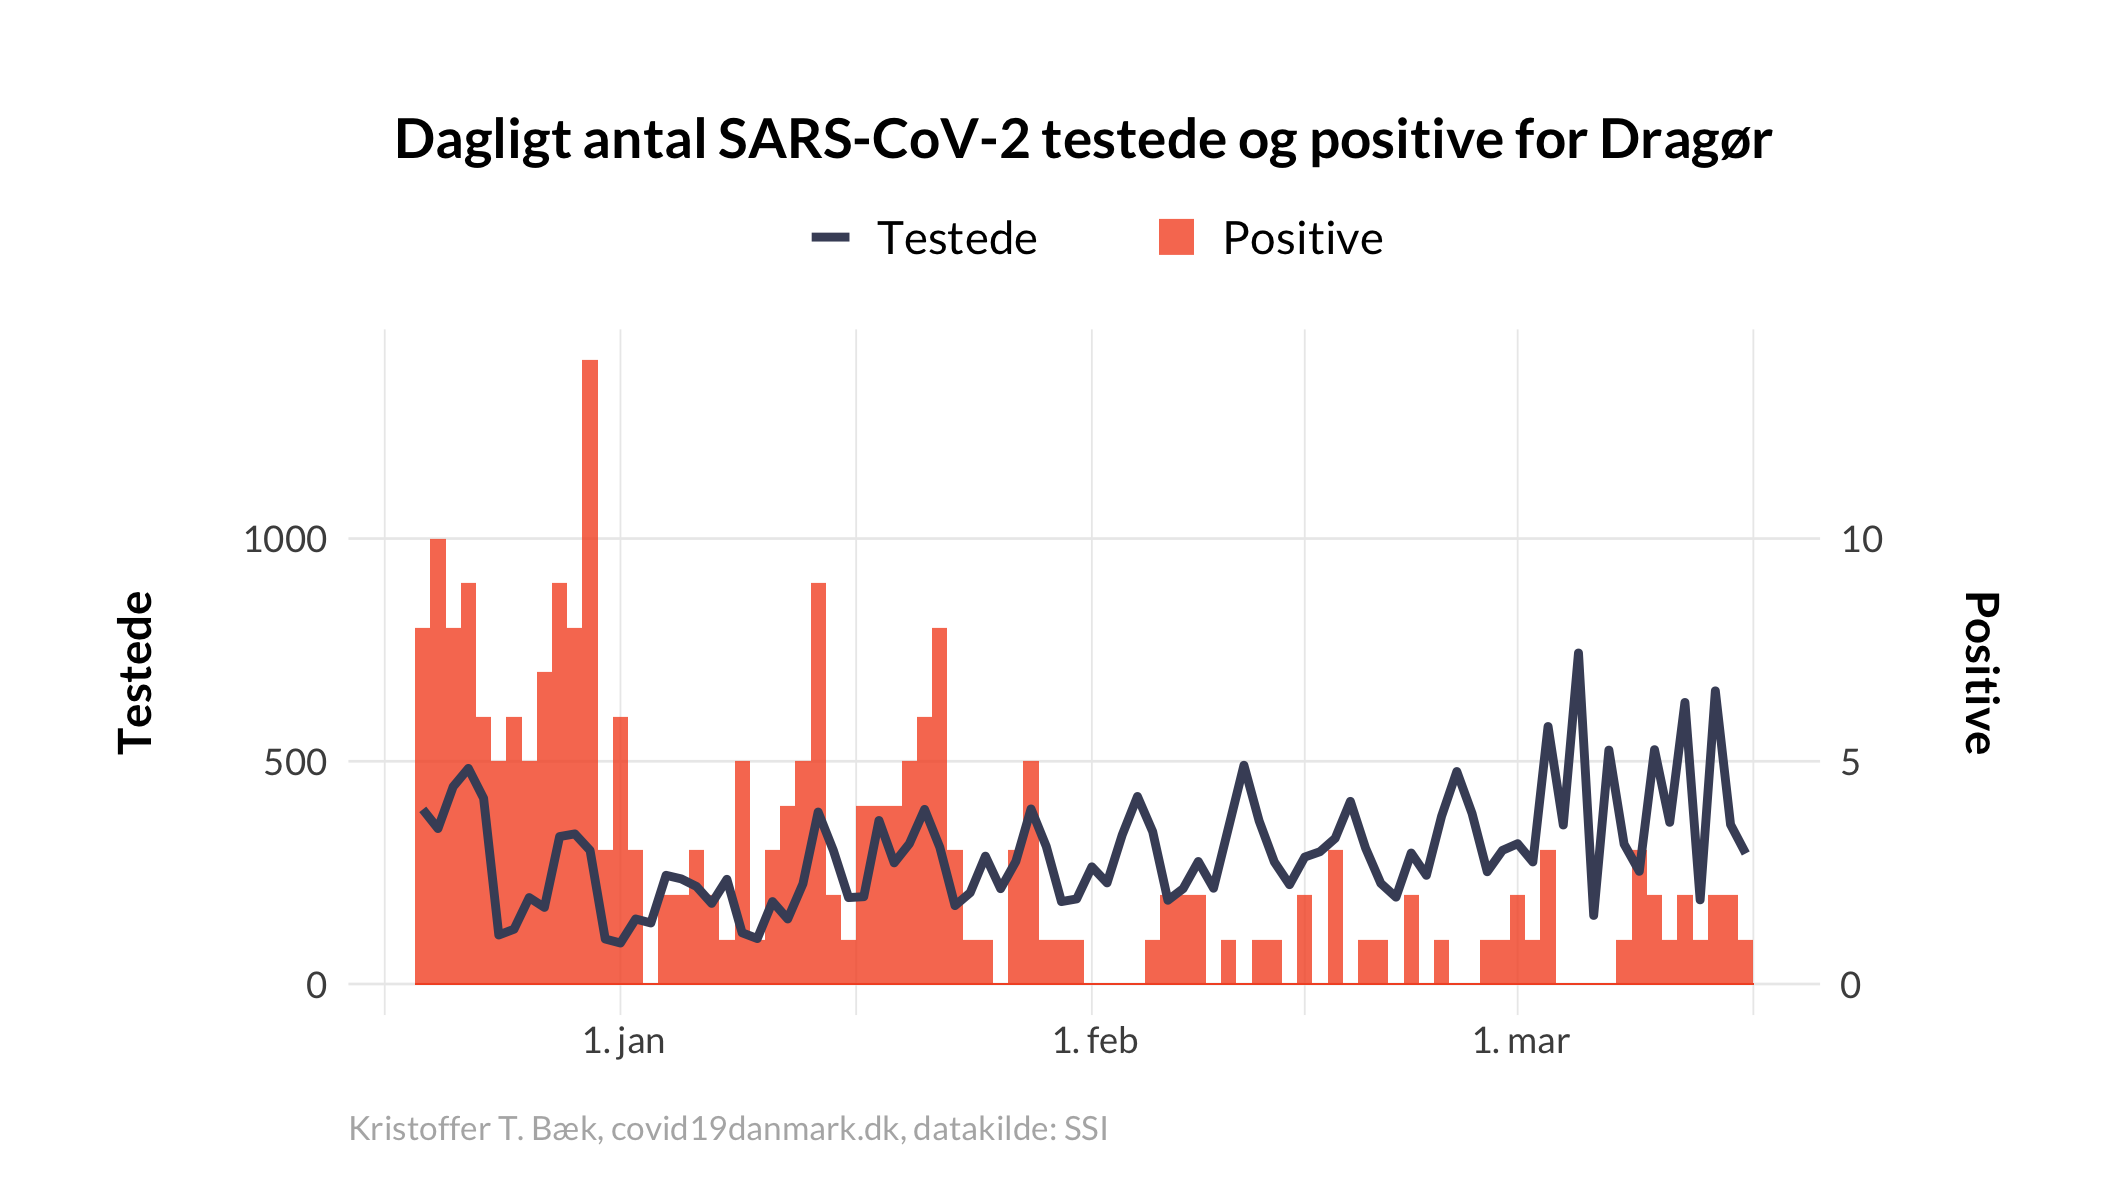 Dagligt antal SARS-CoV-2 testede og positive for Dragør
Testede
Positive
1000
500
0
10
5
0
Testede
Positive
1. jan
1. feb
1. mar
Kristoffer T. Bæk, covid19danmark.dk, datakilde: SSI